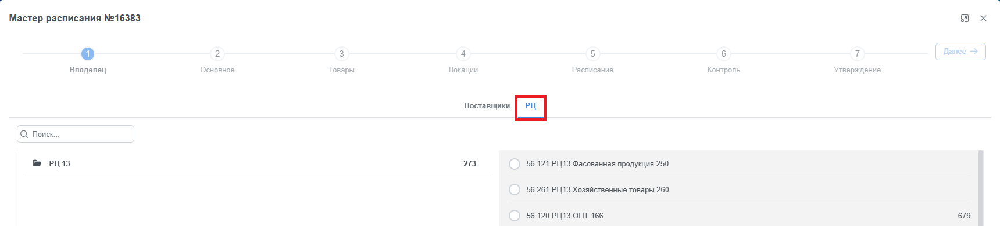 Мастер расписания №16383
1 2 3 4 5 6 7 Далее
Владелец Основное Товары Локации Расписание Контроль Утверждение
Поставщики РЦ
Поиск...
РЦ 13 273
56 121 РЦ13 Фасованная продукция 250
56 261 РЦ13 Хозяйственные товары 260
56 120 РЦ13 ОПТ 166 679